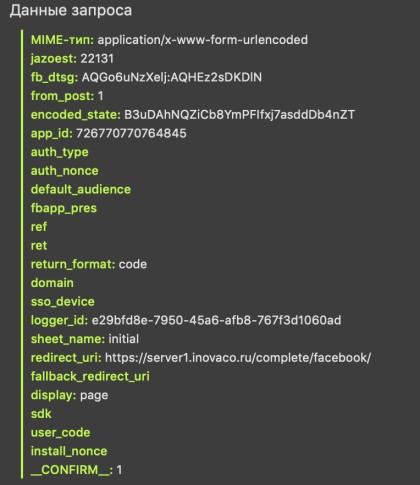 Данные запроса
MIME-тип: application/x-www-form-urlencoded
jazoest: 22131
fb_dtsg: AQGo6uNzXelj:AQHEz2sDKDlN
from_post: 1
encoded_state: B3uDAhNQZiCb8YmPFIfxj7asddDb4nZT
app_id: 726770770764845
auth_type
auth_nonce
default_audience
fbapp_pres
ref
ret
return_format: code
domain
sso_device
logger_id: e29bfd8e-7950-45a6-afb8-767f3d1060ad
sheet_name: initial
redirect_uri: https://server1.inovaco.ru/complete/facebook/
fallback_redirect_uri
display: page
sdk
user_code
install_nonce
__CONFIRM__: 1